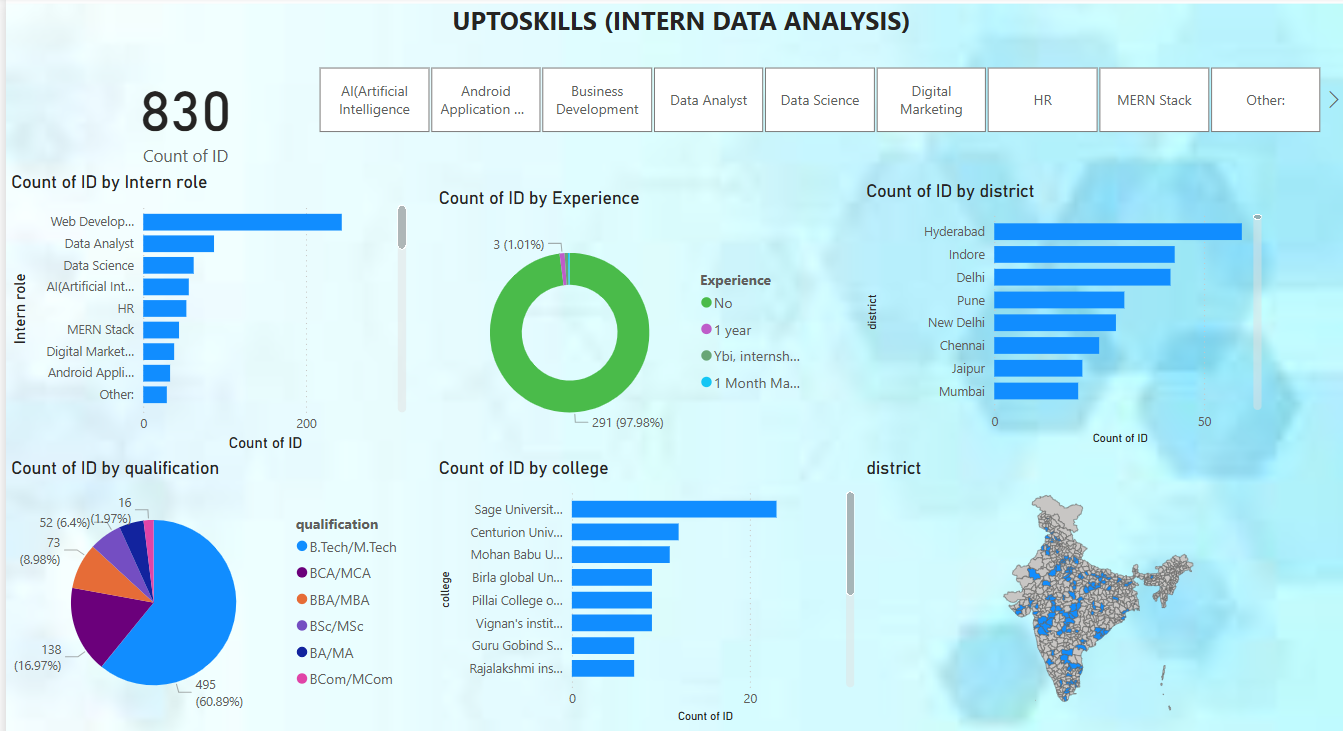 UPTOSKILLS (INTERN DATA ANALYSIS)
830
Count of ID
AI(Artificial
Intelligence
Android
Application ...
Business
Development
Data Analyst
Data Science
Digital
Marketing
HR
MERN Stack
Other:
Count of ID by Intern role
Intern role
Web Develop...
Data Analyst
Data Science
AI(Artificial Int...
HR
MERN Stack
Digital Market...
Android Appli...
Other:
0
200
Count of ID
Count of ID by Experience
3 (1.01%)
291 (97.98%)
Experience
No
1 year
Ybi, internsh...
1 Month Ma...
Count of ID by district
district
Hyderabad
Indore
Delhi
Pune
New Delhi
Chennai
Jaipur
Mumbai
0
50
Count of ID
Count of ID by qualification
16
(1.97%)
52 (6.4%)
73
(8.98%)
138
(16.97%)
495
(60.89%)
qualification
B.Tech/M.Tech
BCA/MCA
BBA/MBA
BSc/MSc
BA/MA
BCom/MCom
Count of ID by college
college
Sage Universit...
Centurion Univ...
Mohan Babu U...
Birla global Un...
Pillai College o...
Vignan's instit...
Guru Gobind S...
Rajalakshmi ins...
0
20
Count of ID
district